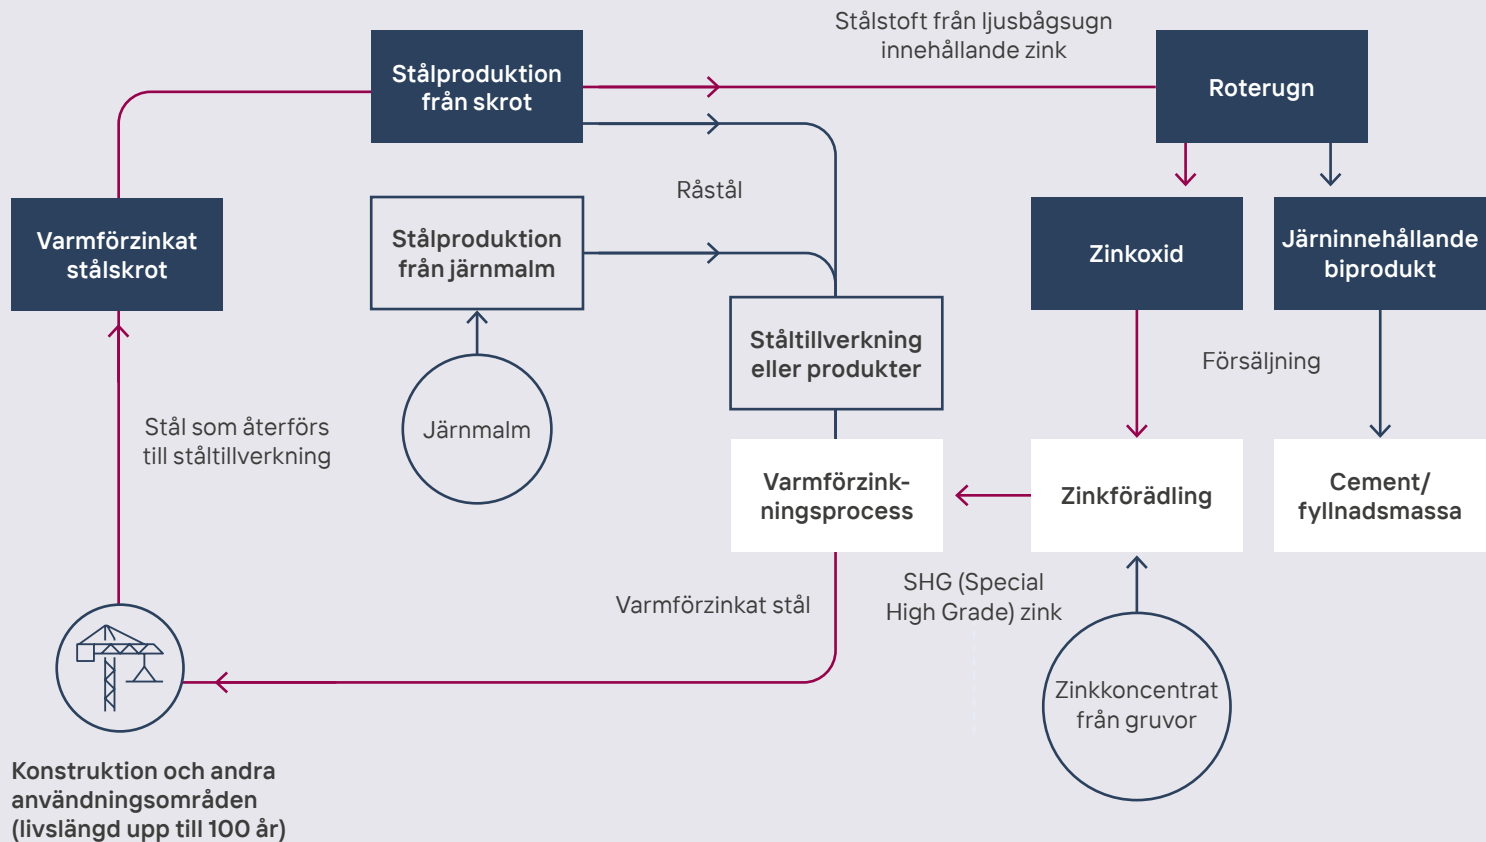 Stålstoft från ljusbågsugn
innehållande zink
Stålproduktion
från skrot
Roterugn
Råstål
Varmförzinkat
stålskrot
Stålproduktion
från järnmalm
Zinkoxid
Järninnehållande
biprodukt
Ståltillverkning
eller produkter
Försäljning
Järnmalm
Stål som återförs
till ståltillverkning
Varmförzink-
ningsprocess
Zinkförädling
Cement/
fyllnadsmassa
Varmförzinkat stål
SHG (Special
High Grade) zink
Zinkkoncentrat
från gruvor
Konstruktion och andra
användningsområden
(livslängd upp till 100 år)